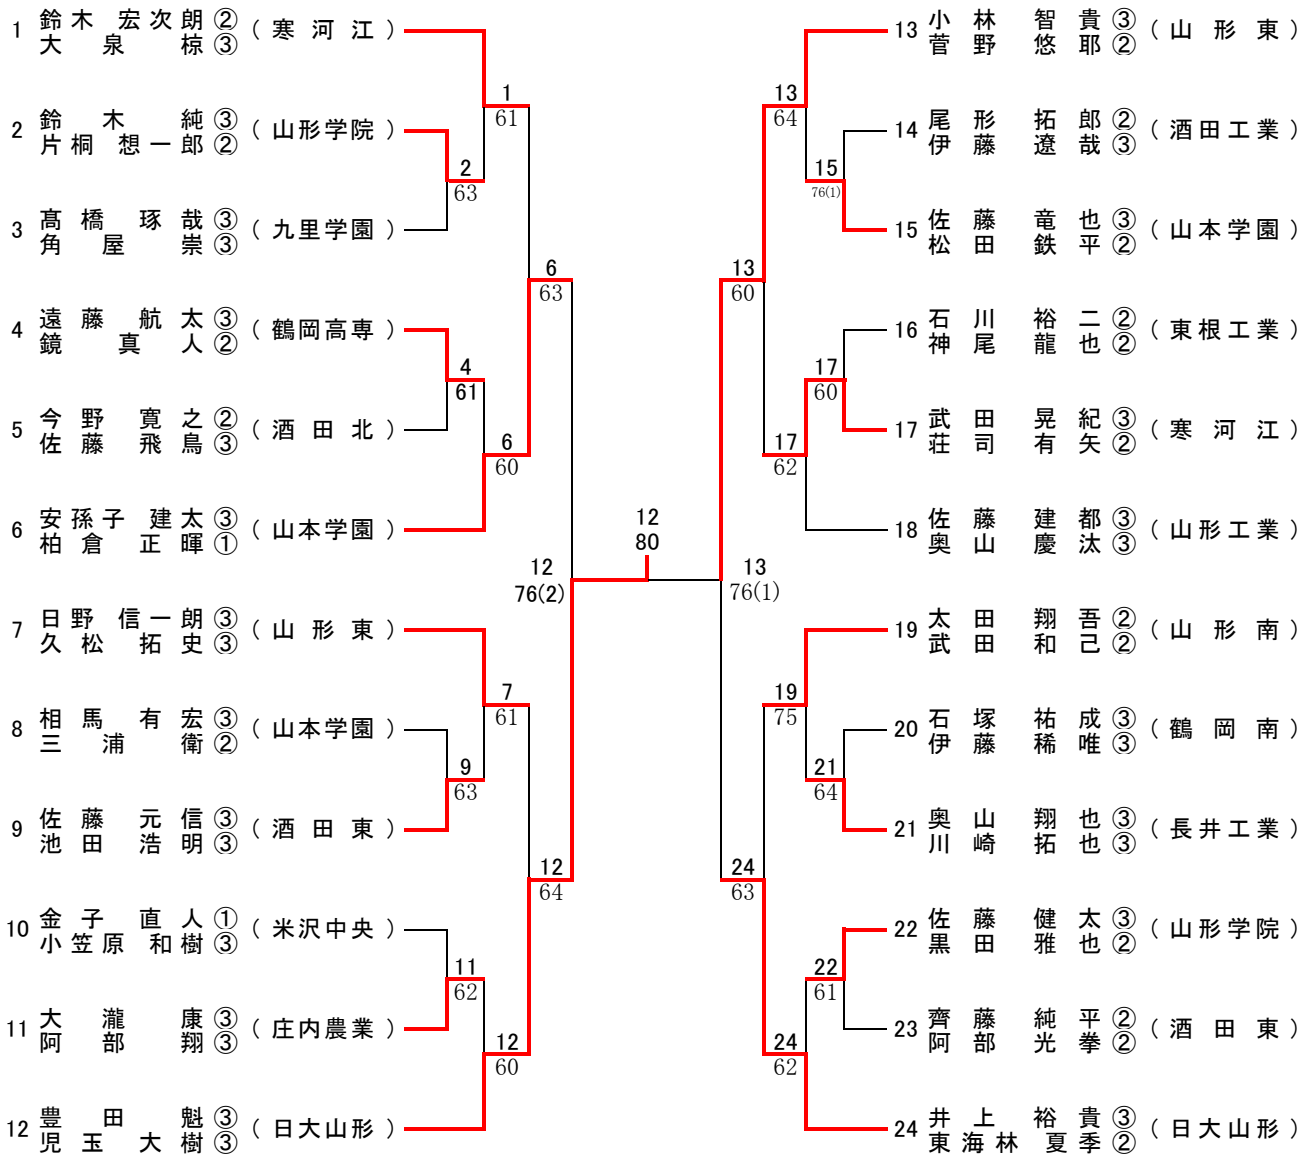 1 鈴木 宏次朗 ② ( 寒河江 )
大泉 椋 ③
2 鈴木 純 ③ ( 山形学院 )
片桐 想一郎 ②
3 髙橋 琢哉 ③ ( 九里学園 )
角屋 崇 ③
4 遠藤 航太 ③ ( 鶴岡高専 )
鏡 真人 ②
5 今野 寛之 ② ( 酒田北 )
佐藤 飛鳥 ③
6 安孫子 建太 ③ ( 山本学園 )
柏倉 正暉 ①
7 日野 信一朗 ③ ( 山形東 )
久松 拓史 ③
8 相馬 有宏 ③ ( 山本学園 )
三浦 衛 ②
9 佐藤 元信 ③ ( 酒田東 )
池田 浩明 ③
10 金子 直人 ① ( 米沢中央 )
小笠原 和樹 ③
11 大瀧 康 ③ ( 庄内農業 )
阿部 翔 ③
12 豊田 魁 ③ ( 日大山形 )
児玉 大樹 ③
2
63
4
61
9
63
11
62
1
61
6
60
7
61
12
60
6
63
12
64
12
76(2)
12
80
13
76(1)
13
60
24
63
13
64
17
62
19
75
24
62
15
76(1)
17
60
21
64
22
61
13 小林 智貴 ③ ( 山形東 )
菅野 悠耶 ②
14 尾形 拓郎 ② ( 酒田工業 )
伊藤 遼哉 ③
15 佐藤 竜也 ③ ( 山本学園 )
松田 鉄平 ②
16 石川 裕二 ② ( 東根工業 )
神尾 龍也 ②
17 武田 晃紀 ③ ( 寒河江 )
荘司 有矢 ②
18 佐藤 建都 ③ ( 山形工業 )
奥山 慶汰 ③
19 太田 翔吾 ② ( 山形南 )
武田 和己 ②
20 石塚 祐成 ③ ( 鶴岡南 )
伊藤 稀唯 ③
21 奥山 翔也 ③ ( 長井工業 )
川崎 拓也 ③
22 佐藤 健太 ③ ( 山形学院 )
黒田 雅也 ②
23 齊藤 純平 ② ( 酒田東 )
阿部 光拳 ②
24 井上 裕貴 ③ ( 日大山形 )
東海林 夏季 ②